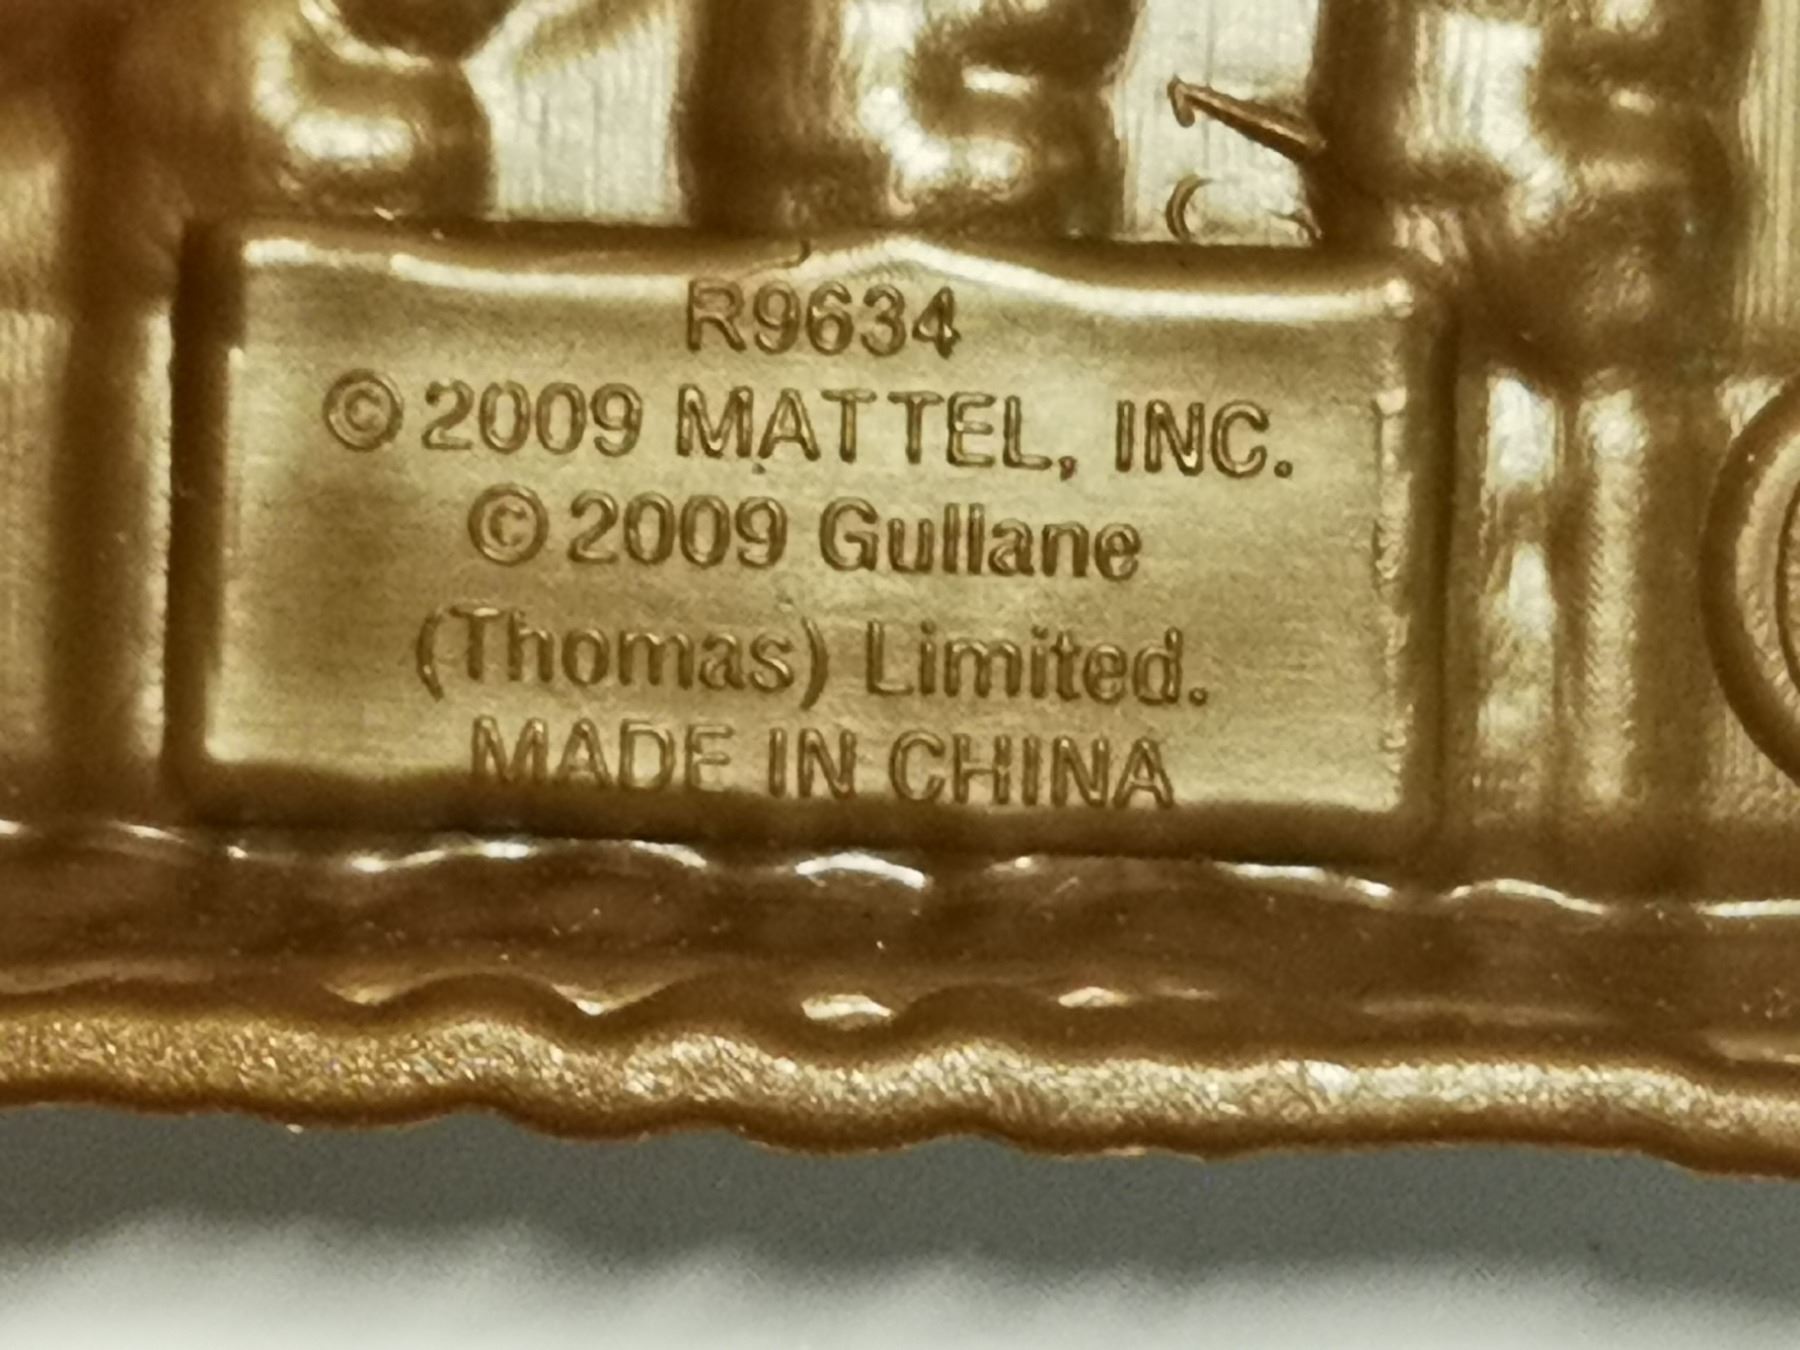 R9634
©2009 MATTEL, INC.
©2009 Gullane
(Thomas) Limited.
MADE IN CHINA